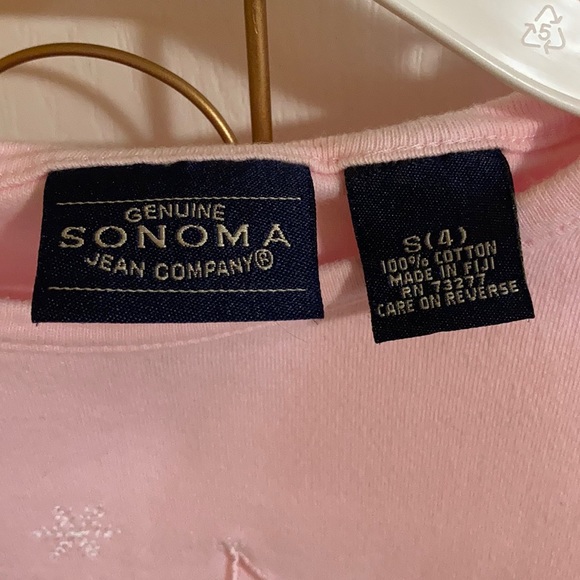 5
GENUINE
SONOMA
JEAN COMPANY®
S(4)
100% COTTON
MADE IN FIJI
RN 73277
CARE ON REVERSE